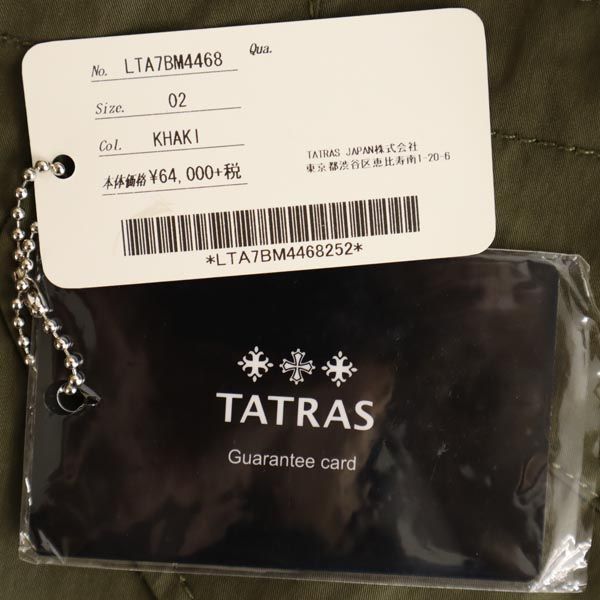 Qua.
No. LTA7BM4468
Size. 02
Col. KHAKI
本体価格 ¥64,000+税
TATRAS JAPAN株式会社
東京都渋谷区恵比寿南1-20-6
*LTA7BM4468252*
TATRAS
Guarantee card